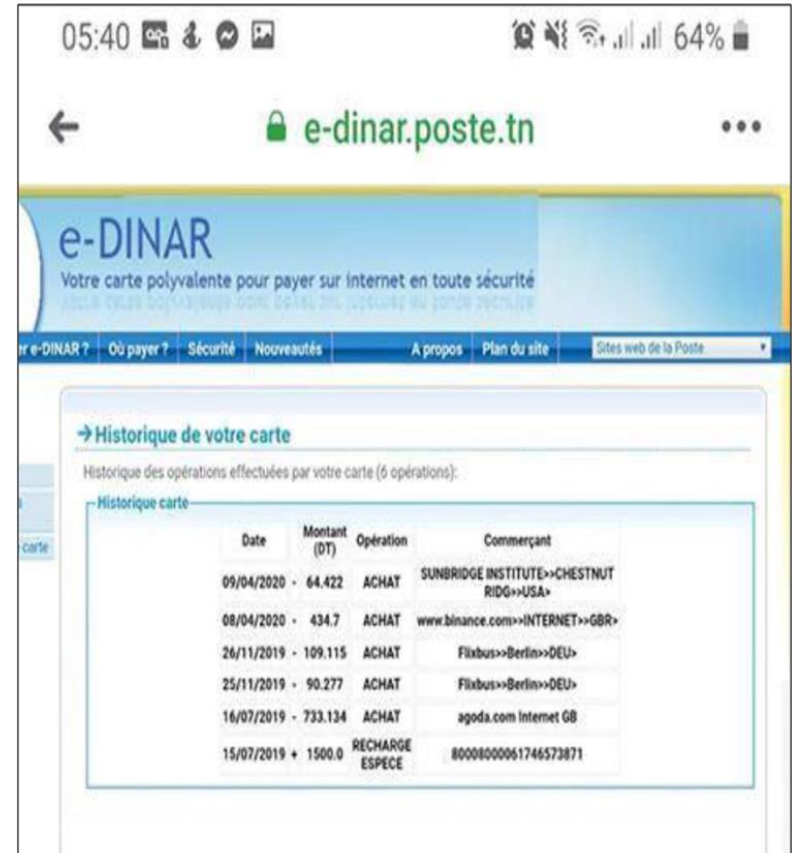 05:40 64%
e-dinar.poste.tn
e-DINAR
Votre carte polyvalente pour payer sur internet en toute sécurité
er e-DINAR ? Où payer ? Sécurité Nouveautés A propos Plan du site Sites web de la Poste
→Historique de votre carte
Historique des opérations effectuées par votre carte (6 opérations):
Historique carte
carte
Date Montant (DT) Opération Commerçant
09/04/2020 - 64.422 ACHAT SUNBRIDGE INSTITUTE>>CHESTNUT
RIDG>>USA>
08/04/2020 - 434.7 ACHAT www.binance.com>>INTERNET>>GBR>
26/11/2019 - 109.115 ACHAT Flixbus>>Berlin>>DEU>
25/11/2019 - 90.277 ACHAT Flixbus>>Berlin>>DEU>
16/07/2019 - 733.134 ACHAT agoda.com Internet GB
15/07/2019 + 1500.0 RECHARGE ESPECE 80008000061746573871